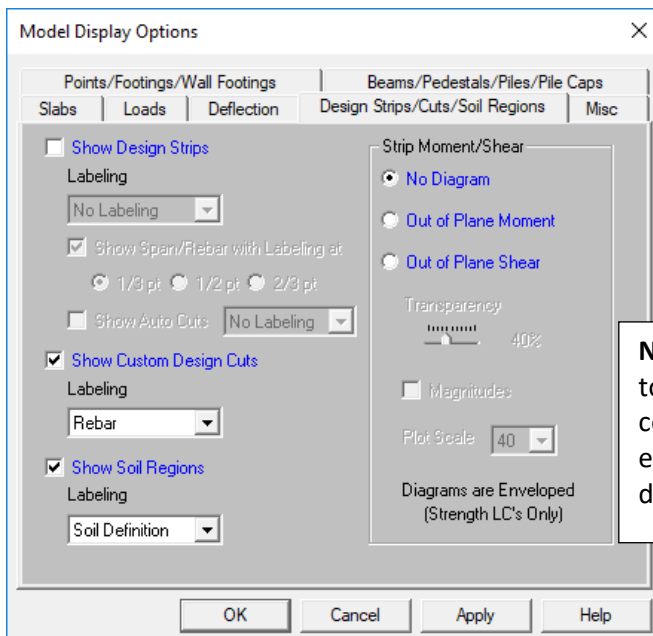 Model Display Options
Points/Footings/Wall Footings
Beams/Pedestals/Piles/Pile Caps
Slabs
Loads
Deflection
Design Strips/Cuts/Soil Regions
Misc
Show Design Strips
Labeling
No Labeling
Show Span/Rebar with Labeling at
1/3 pt 1/2 pt 2/3 pt
Show Auto Cuts No Labeling
Show Custom Design Cuts
Labeling
Rebar
Show Soil Regions
Labeling
Soil Definition
Strip Moment/Shear
No Diagram
Out of Plane Moment
Out of Plane Shear
Transparency
40%
Magnitudes
Plot Scale 40
Diagrams are Enveloped
(Strength LC's Only)
OK
Cancel
Apply
Help